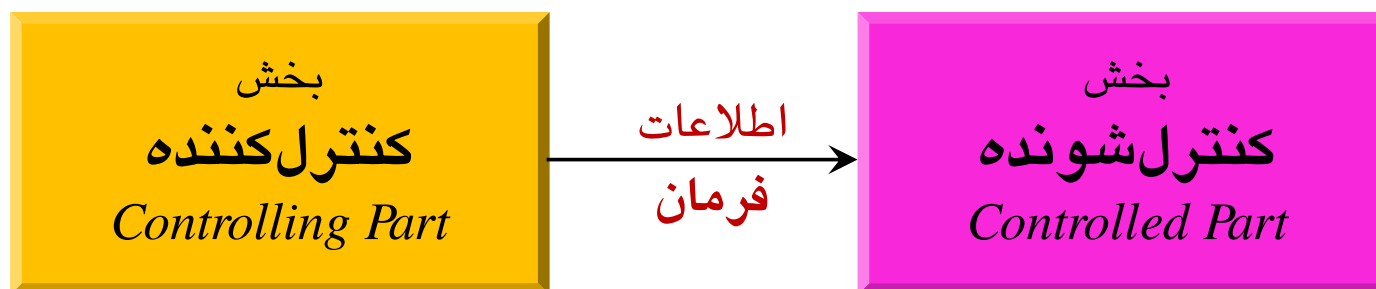 بخش
کنترل‌کننده
Controlling Part
اطلاعات
فرمان
بخش
کنترل‌شونده
Controlled Part